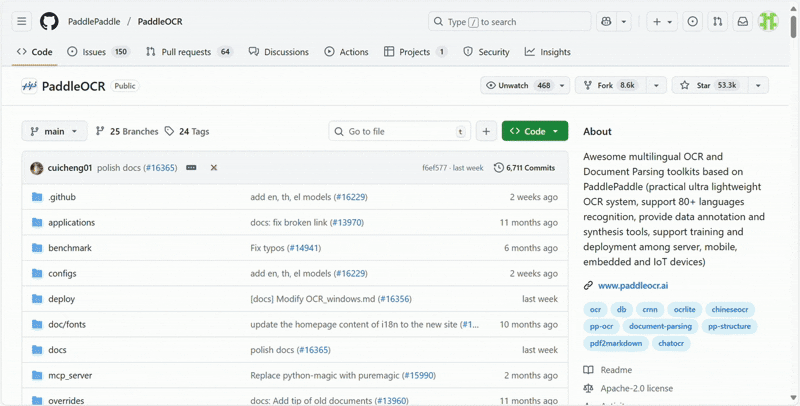 PaddlePaddle / PaddleOCR
Type / to search
Code
Issues 150
Pull requests 64
Discussions
Actions
Projects 1
Security
Insights
PaddleOCR Public
Unwatch 468
Fork 8.6k
Star 53.3k
main
25 Branches
24 Tags
Go to file t
Code
cuicheng01 polish docs (#16365) f6ef577 · last week 6,711 Commits
.github add en, th, el models (#16229) 2 weeks ago
applications docs: fix broken link (#13970) 11 months ago
benchmark Fix typos (#14941) 6 months ago
configs add en, th, el models (#16229) 2 weeks ago
deploy [docs] Modify OCR_windows.md (#16356) last week
doc/fonts update the homepage content of i18n to the new site (#1... 10 months ago
docs polish docs (#16365) last week
mcp_server Replace python-magic with puremagic (#15990) 2 months ago
overrides docs: Add tip of old documents (#13960) 11 months ago
About
Awesome multilingual OCR and
Document Parsing toolkits based on
PaddlePaddle (practical ultra lightweight
OCR system, support 80+ languages
recognition, provide data annotation and
synthesis tools, support training and
deployment among server, mobile,
embedded and IoT devices)
www.paddleocr.ai
ocr db crnn ocrlite chineseocr
pp-ocr document-parsing pp-structure
pdf2markdown chatocr
Readme
Apache-2.0 license